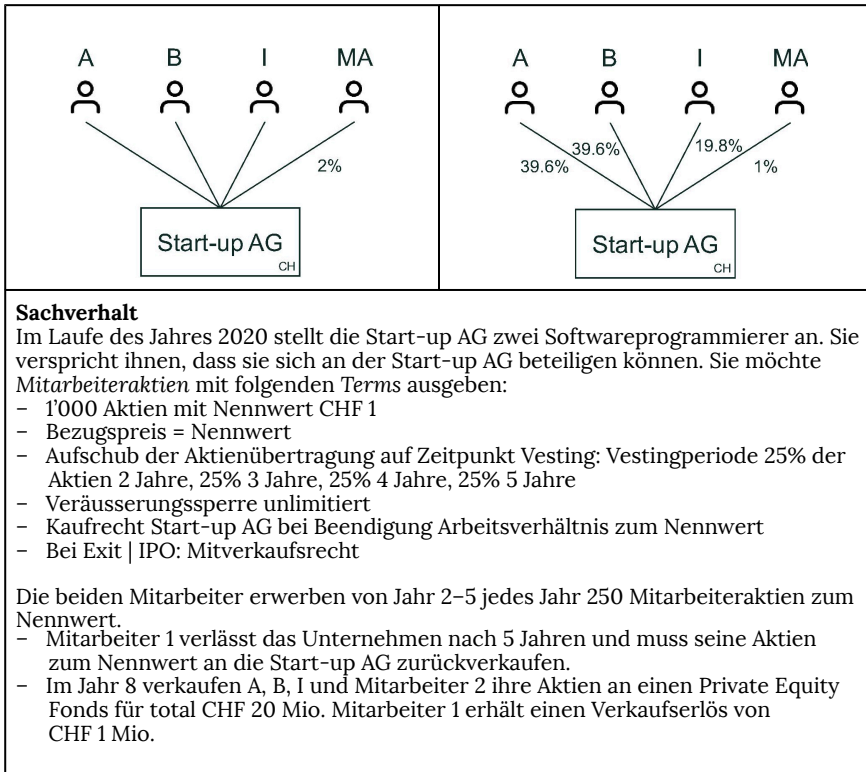 A B I MA
2%
Start-up AG
CH
A B I MA
39.6% 39.6% 19.8% 1%
Start-up AG
CH
Sachverhalt
Im Laufe des Jahres 2020 stellt die Start-up AG zwei Softwareprogrammierer an. Sie
verspricht ihnen, dass sie sich an der Start-up AG beteiligen können. Sie möchte
Mitarbeiteraktien mit folgenden Terms ausgeben:
– 1’000 Aktien mit Nennwert CHF 1
– Bezugspreis = Nennwert
– Aufschub der Aktienübertragung auf Zeitpunkt Vesting: Vestingperiode 25% der
Aktien 2 Jahre, 25% 3 Jahre, 25% 4 Jahre, 25% 5 Jahre
– Veräusserungssperre unlimitiert
– Kaufrecht Start-up AG bei Beendigung Arbeitsverhältnis zum Nennwert
– Bei Exit | IPO: Mitverkaufsrecht
Die beiden Mitarbeiter erwerben von Jahr 2–5 jedes Jahr 250 Mitarbeiteraktien zum
Nennwert.
– Mitarbeiter 1 verlässt das Unternehmen nach 5 Jahren und muss seine Aktien
zum Nennwert an die Start-up AG zurückverkaufen.
– Im Jahr 8 verkaufen A, B, I und Mitarbeiter 2 ihre Aktien an einen Private Equity
Fonds für total CHF 20 Mio. Mitarbeiter 1 erhält einen Verkaufserlös von
CHF 1 Mio.